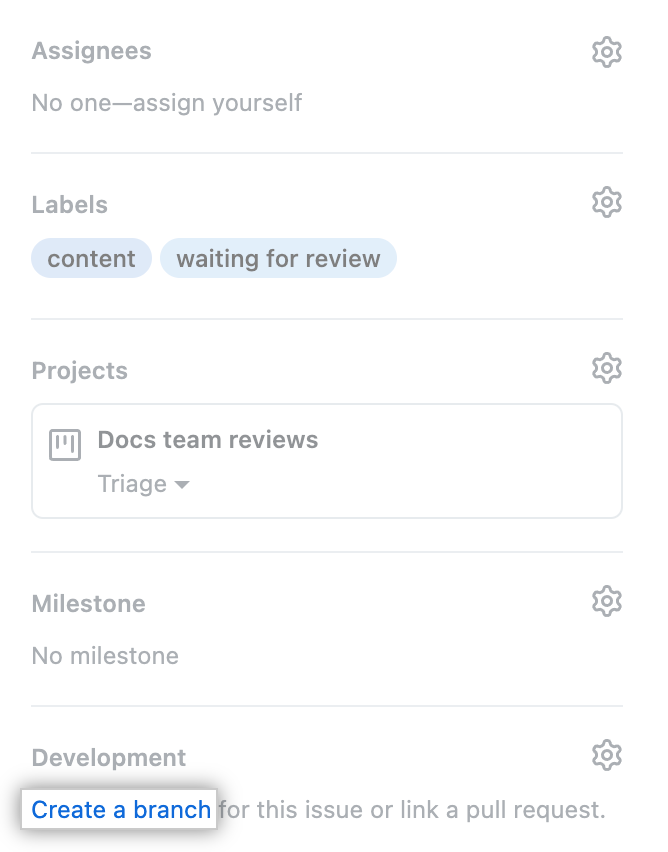 Assignees
No one—assign yourself
Labels
content waiting for review
Projects
Docs team reviews
Triage
Milestone
No milestone
Development
Create a branch for this issue or link a pull request.